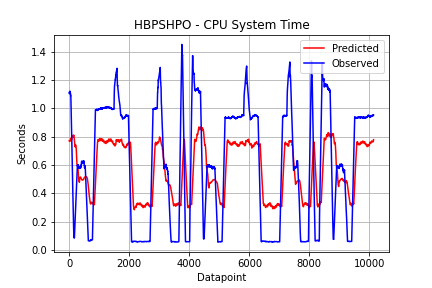 HBPSHPO - CPU System Time
Predicted
Observed
Seconds
1.4
1.2
1.0
0.8
0.6
0.4
0.2
0.0
0 2000 4000 6000 8000 10000
Datapoint